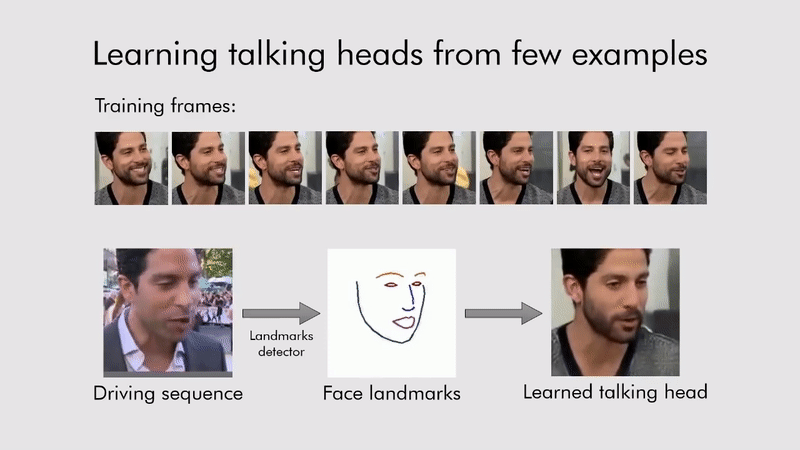 Learning talking heads from few examples
Training frames:
Landmarks
detector
Driving sequence
Face landmarks
Learned talking head